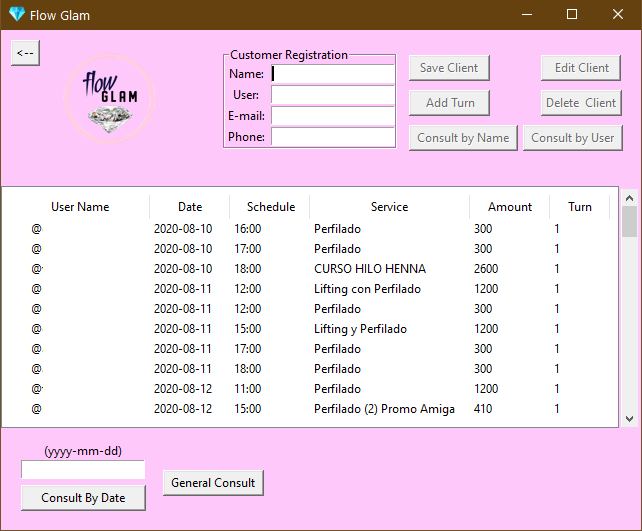 Flow Glam
<--
flow
GLAM
Customer Registration
Name:
User:
E-mail:
Phone:
Save Client
Edit Client
Add Turn
Delete Client
Consult by Name
Consult by User
User Name Date Schedule Service Amount Turn
@ 2020-08-10 16:00 Perfilado 300 1
@ 2020-08-10 17:00 Perfilado 300 1
@ 2020-08-10 18:00 CURSO HILO HENNA 2600 1
@ 2020-08-11 12:00 Lifting con Perfilado 1200 1
@ 2020-08-11 12:00 Perfilado 300 1
@ 2020-08-11 15:00 Lifting y Perfilado 1200 1
@ 2020-08-11 17:00 Perfilado 300 1
@ 2020-08-11 18:00 Perfilado 300 1
@ 2020-08-12 11:00 Perfilado 1200 1
@ 2020-08-12 15:00 Perfilado (2) Promo Amiga 410 1
(yyyy-mm-dd)
Consult By Date
General Consult